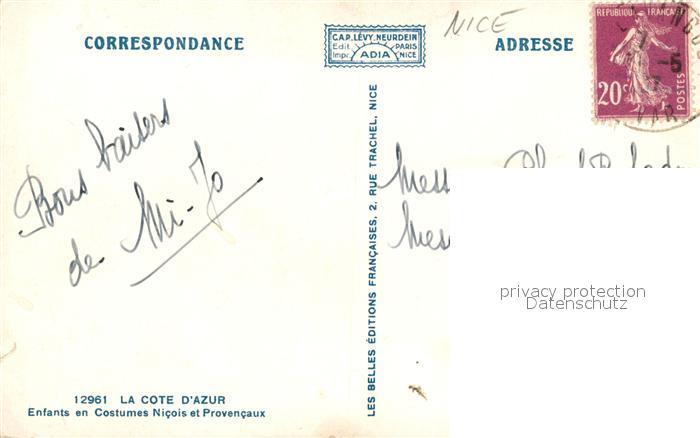 NICE
CORRESPONDANCE
C.A.P. LÉVY. NEURDEIN
Edit. PARIS
Impr. ADIA NICE
ADRESSE
REPUBLIQUE FRANÇAISE
20c
POSTES
VAR
Bons baisers
de Mi-Jo
LES BELLES ÉDITIONS FRANÇAISES, 2, RUE TRACHEL, NICE
privacy protection
Datenschutz
12961 LA COTE D'AZUR
Enfants en Costumes Niçois et Provençaux